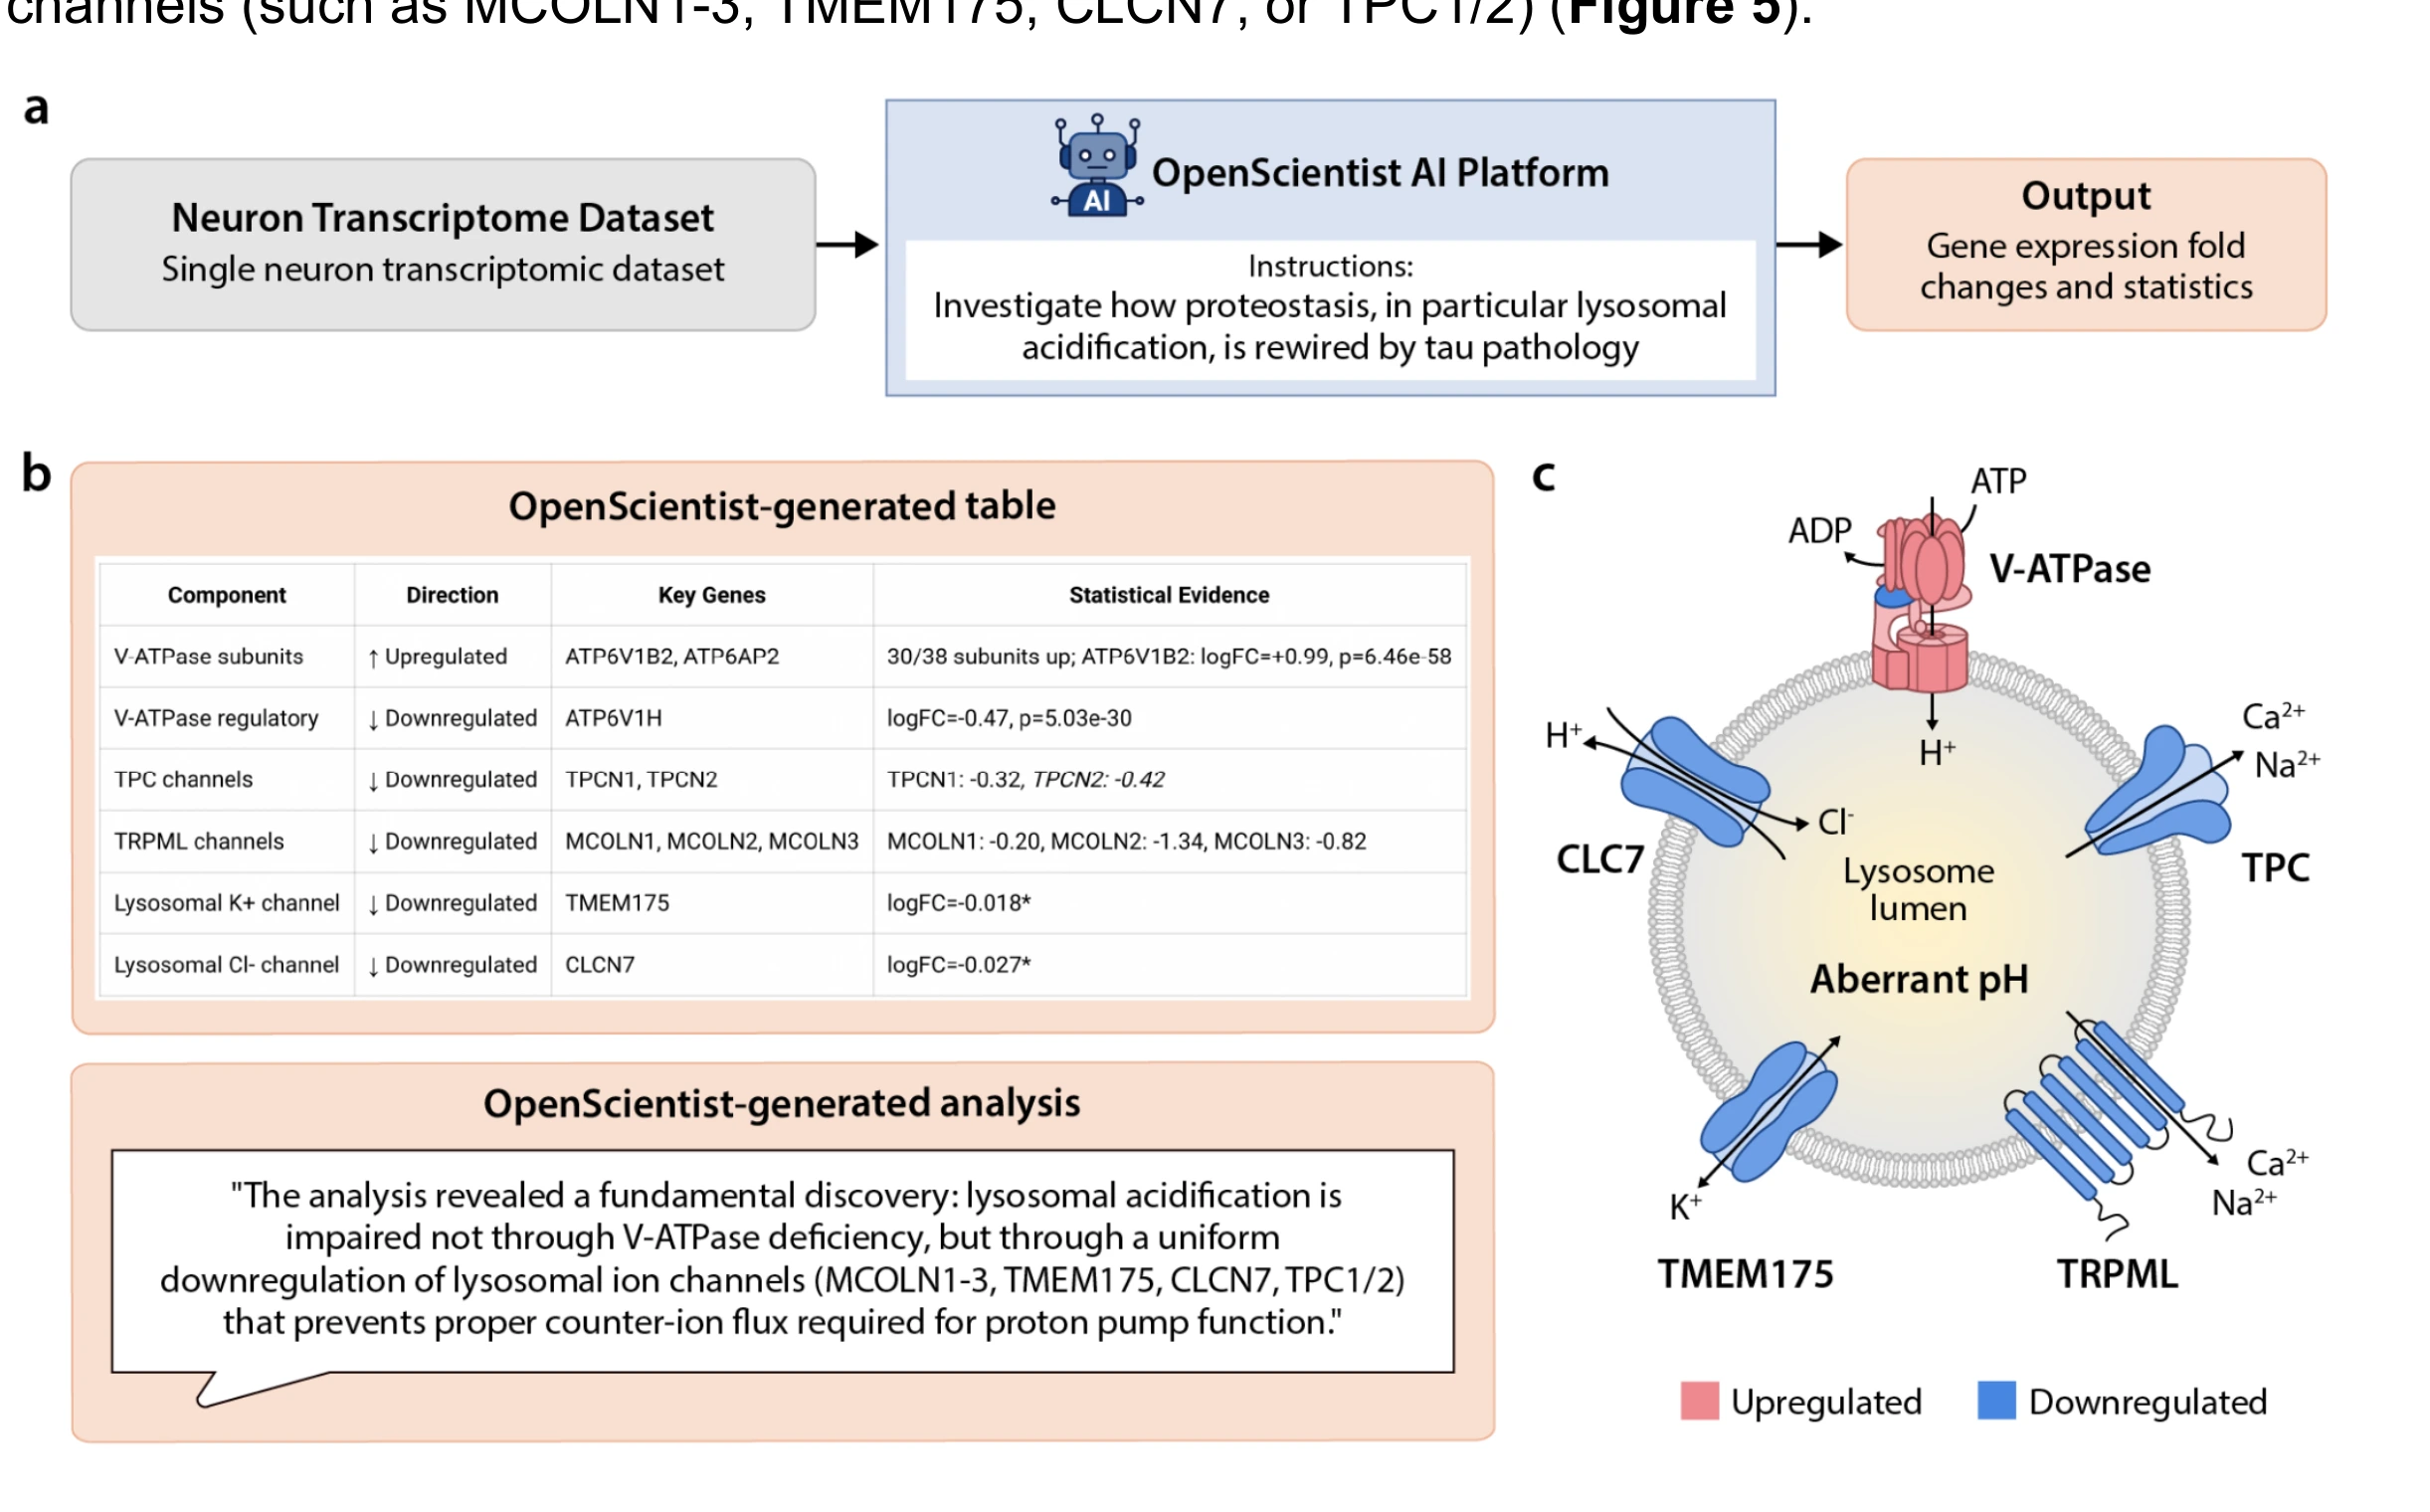 channels (such as MCOLN1-3, TMEM175, CLCN7, or TPC1/2) (Figure 5).
a
Neuron Transcriptome Dataset
Single neuron transcriptomic dataset
AI
OpenScientist AI Platform
Instructions:
Investigate how proteostasis, in particular lysosomal
acidification, is rewired by tau pathology
Output
Gene expression fold
changes and statistics
b
OpenScientist-generated table
Component Direction Key Genes Statistical Evidence
V-ATPase subunits ↑ Upregulated ATP6V1B2, ATP6AP2 30/38 subunits up; ATP6V1B2: logFC=+0.99, p=6.46e-58
V-ATPase regulatory ↓ Downregulated ATP6V1H logFC=-0.47, p=5.03e-30
TPC channels ↓ Downregulated TPCN1, TPCN2 TPCN1: -0.32, TPCN2: -0.42
TRPML channels ↓ Downregulated MCOLN1, MCOLN2, MCOLN3 MCOLN1: -0.20, MCOLN2: -1.34, MCOLN3: -0.82
Lysosomal K+ channel ↓ Downregulated TMEM175 logFC=-0.018*
Lysosomal Cl- channel ↓ Downregulated CLCN7 logFC=-0.027*
OpenScientist-generated analysis
"The analysis revealed a fundamental discovery: lysosomal acidification is
impaired not through V-ATPase deficiency, but through a uniform
downregulation of lysosomal ion channels (MCOLN1-3, TMEM175, CLCN7, TPC1/2)
that prevents proper counter-ion flux required for proton pump function."
c
ATP
ADP
V-ATPase
H⁺
H⁺
Cl⁻
CLC7
Ca²⁺
Na²⁺
TPC
Lysosome
lumen
Aberrant pH
K⁺
TMEM175
Ca²⁺
Na²⁺
TRPML
Upregulated
Downregulated